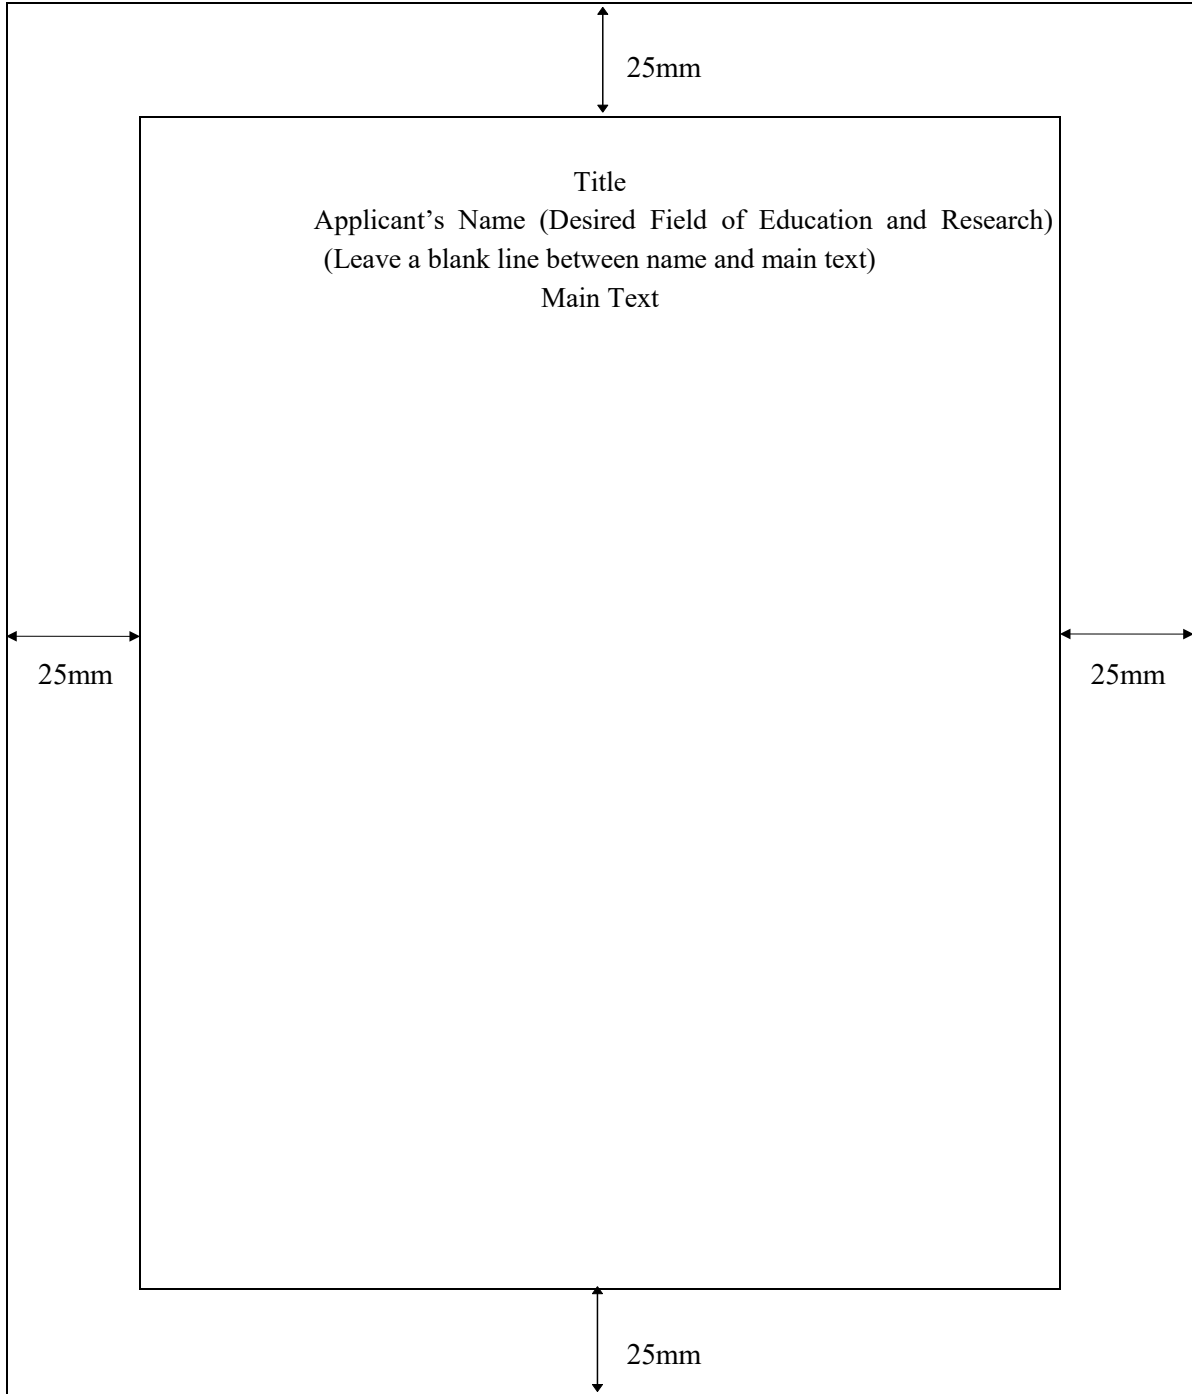 25mm
Title
Applicant’s Name (Desired Field of Education and Research)
(Leave a blank line between name and main text)
Main Text
25mm
25mm
25mm